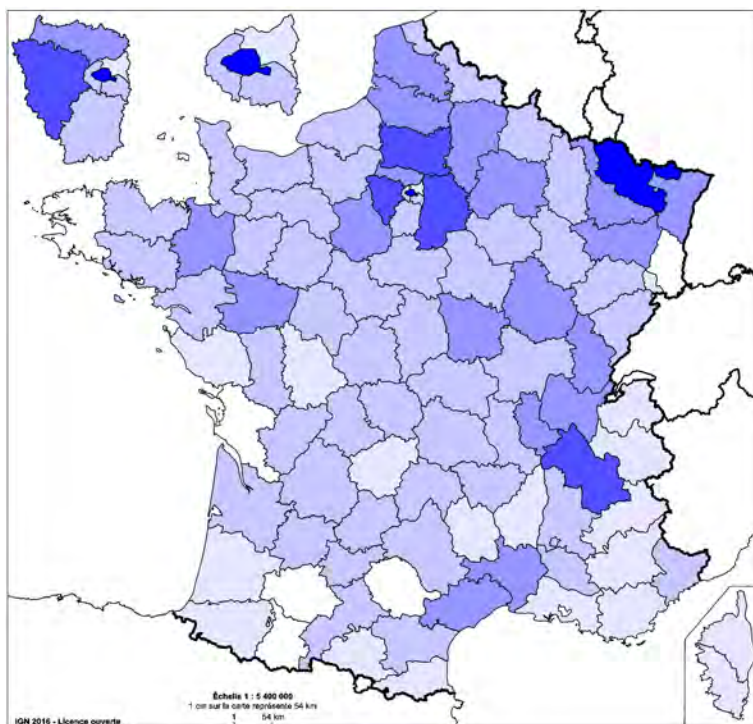 Échelle 1 : 5 400 000
1 cm sur la carte représente 54 km
1 54 km
IGN 2016 - Licence ouverte